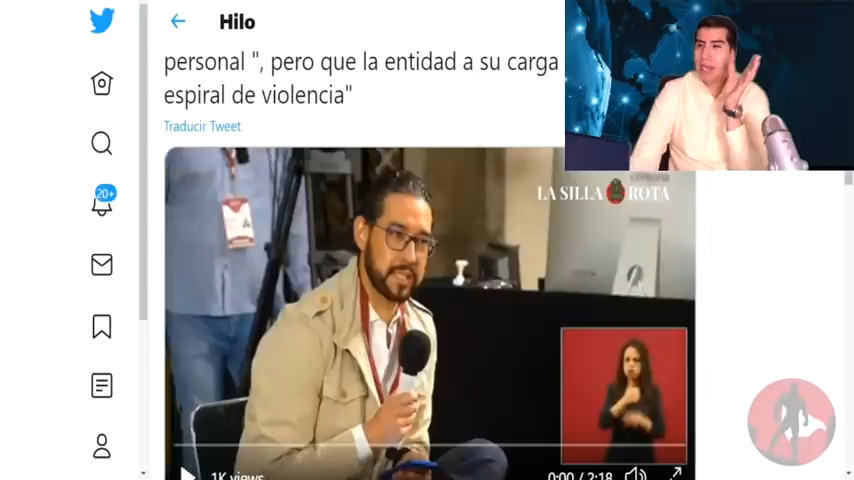 Hilo
personal ", pero que la entidad a su carga
espiral de violencia"
Traducir Tweet
20+
LA SILLA ROTA
1K views
0:00 / 2:18